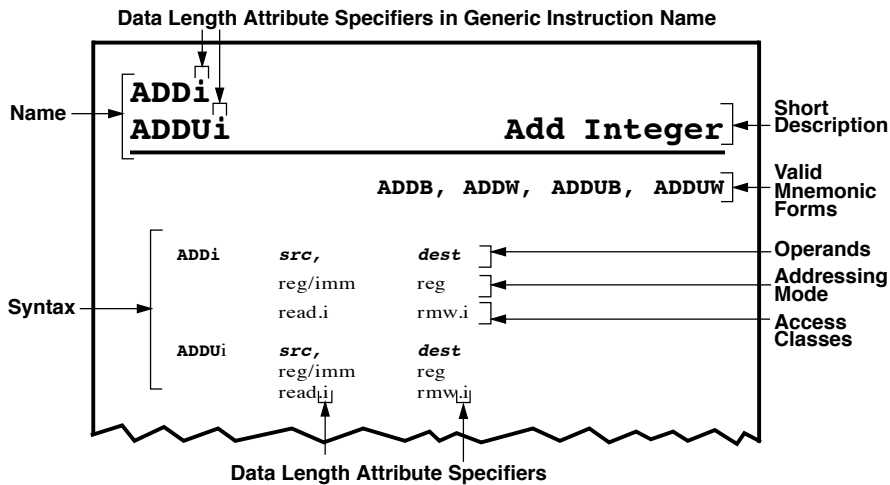 Data Length Attribute Specifiers in Generic Instruction Name
Name
ADDi
ADDUi
Add Integer
Short
Description
ADDB, ADDW, ADDUB, ADDUW
Valid
Mnemonic
Forms
Syntax
ADDi src, dest
Operands
reg/imm reg
Addressing
Mode
read.i rmw.i
Access
Classes
ADDUi src, dest
reg/imm reg
read.i rmw.i
Data Length Attribute Specifiers